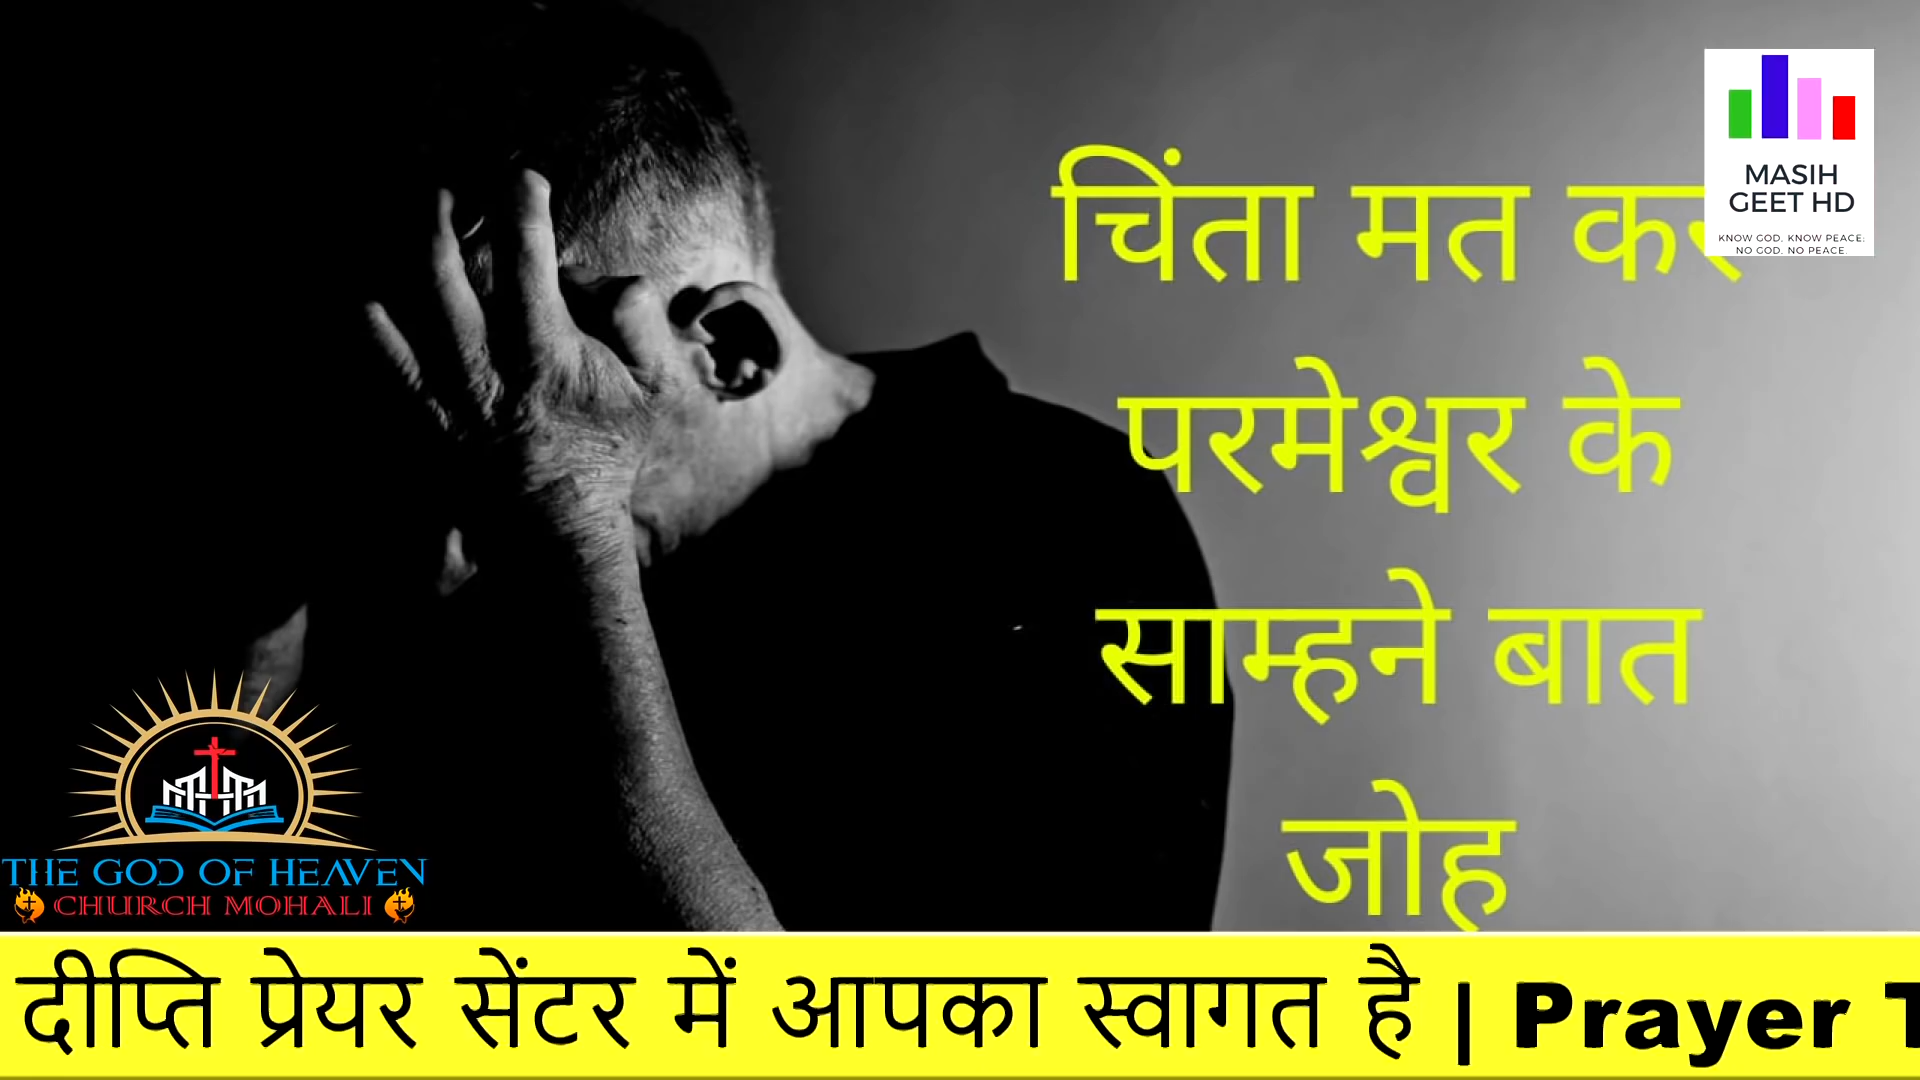 चिंता मत कर
परमेश्वर के
साम्हने बात
जोह
MASIH
GEET HD
KNOW GOD, KNOW PEACE;
NO GOD, NO PEACE.
THE GOD OF HEAVEN
CHURCH MOHALI
दीप्ति प्रेयर सेंटर में आपका स्वागत है | Prayer